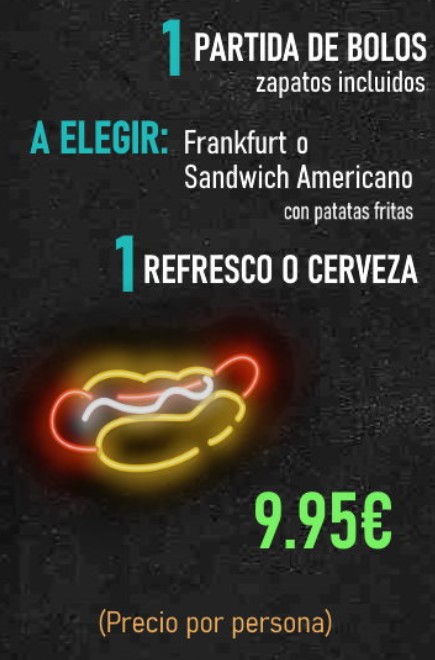 1 PARTIDA DE BOLOS
zapatos incluidos
A ELEGIR: Frankfurt o
Sandwich Americano
con patatas fritas
1 REFRESCO O CERVEZA
9.95€
(Precio por persona)